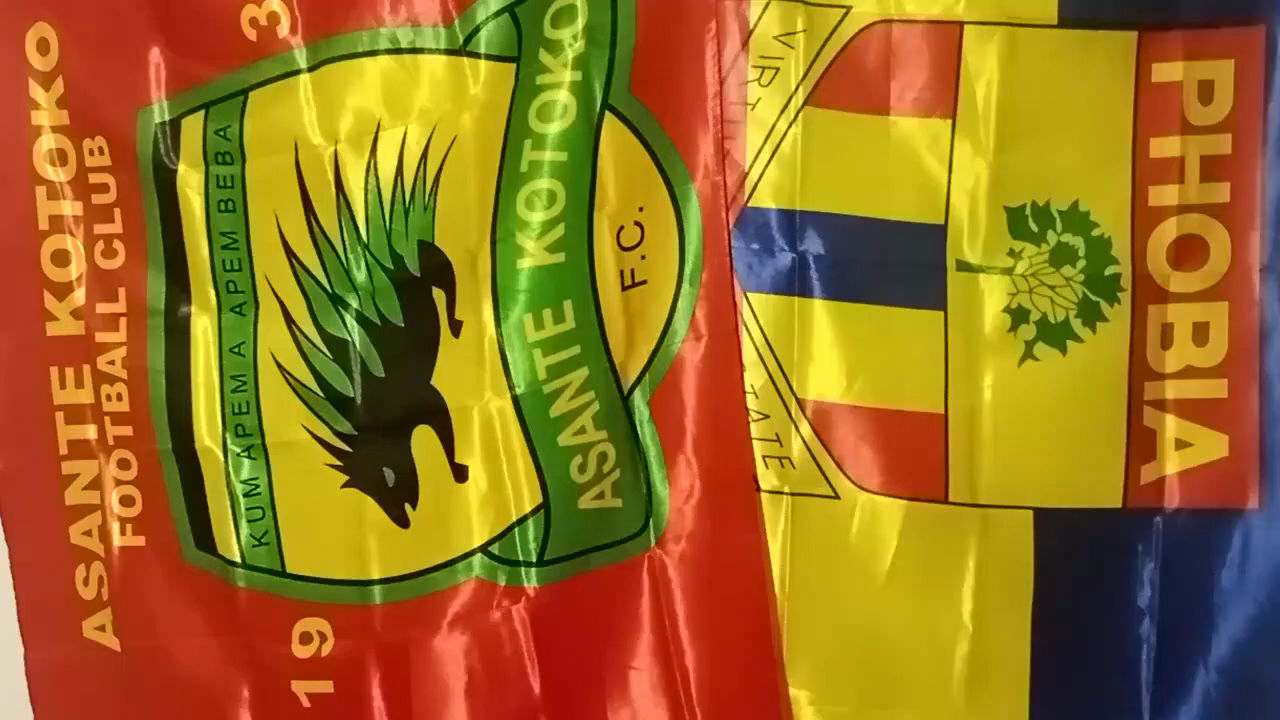 ASANTE KOTOKO
FOOTBALL CLUB
19 3
KUM APEM A APEM BEBA
ASANTE KOTOKO
F.C.
PHOBIA